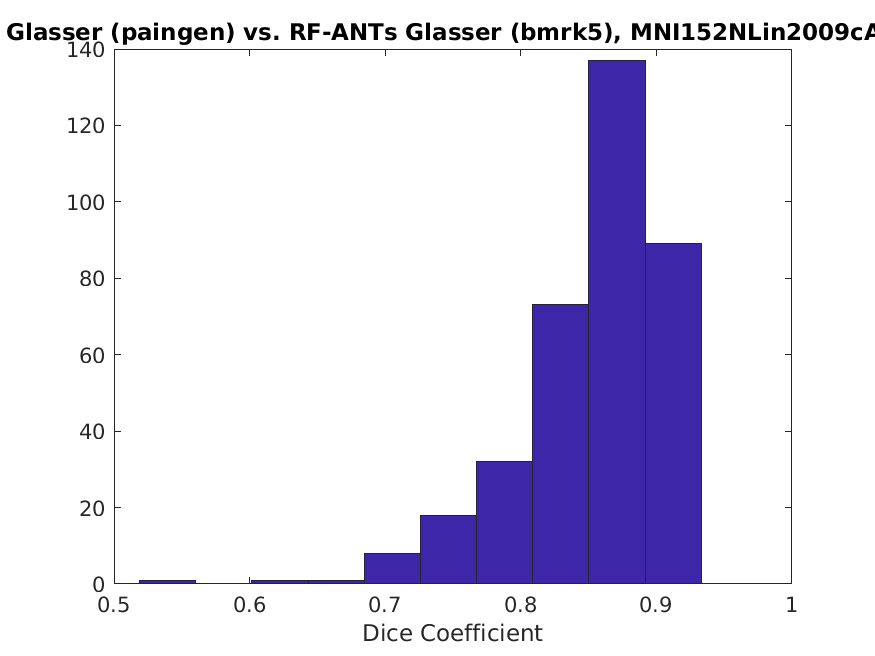 Glasser (paingen) vs. RF-ANTs Glasser (bmrk5), MNI152NLin2009cA
140
120
100
80
60
40
20
0
0.5 0.6 0.7 0.8 0.9 1
Dice Coefficient